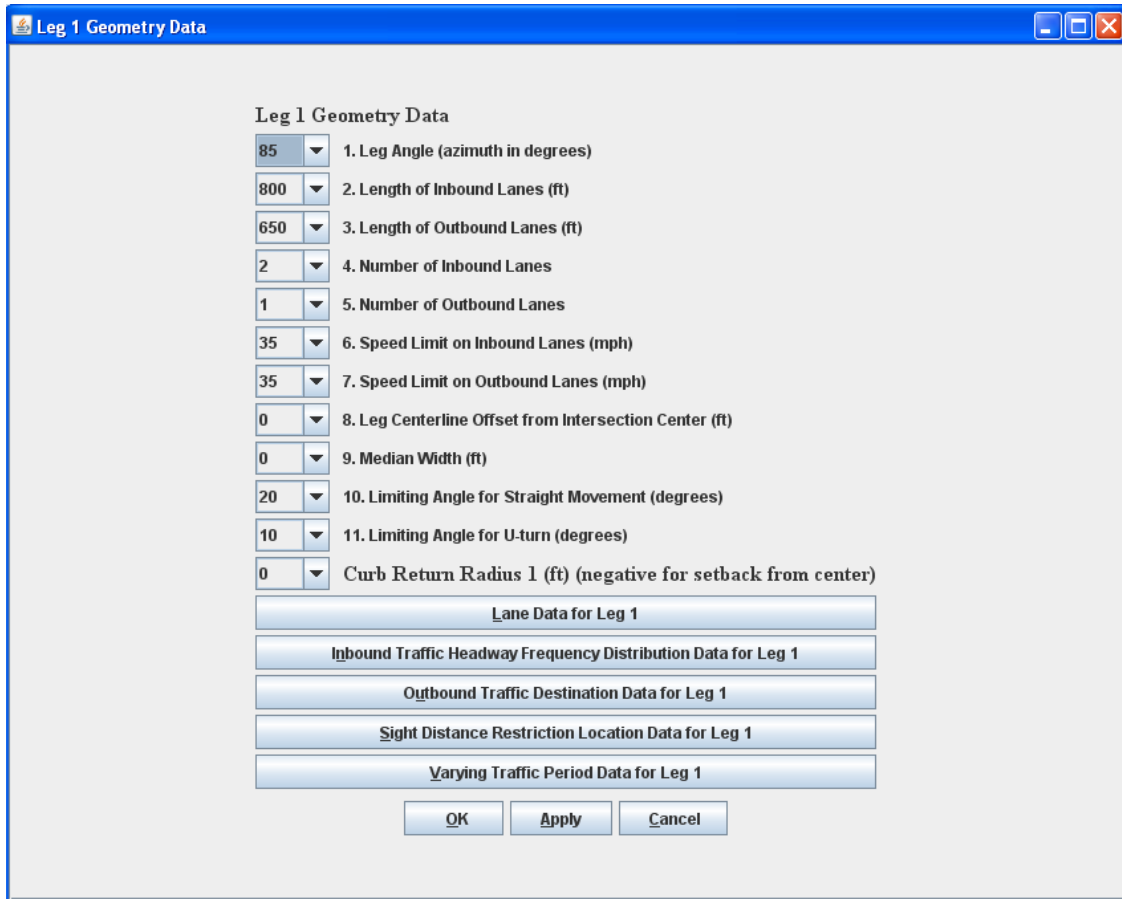 Leg 1 Geometry Data
Leg 1 Geometry Data
85 1. Leg Angle (azimuth in degrees)
800 2. Length of Inbound Lanes (ft)
650 3. Length of Outbound Lanes (ft)
2 4. Number of Inbound Lanes
1 5. Number of Outbound Lanes
35 6. Speed Limit on Inbound Lanes (mph)
35 7. Speed Limit on Outbound Lanes (mph)
0 8. Leg Centerline Offset from Intersection Center (ft)
0 9. Median Width (ft)
20 10. Limiting Angle for Straight Movement (degrees)
10 11. Limiting Angle for U-turn (degrees)
0 Curb Return Radius 1 (ft) (negative for setback from center)
Lane Data for Leg 1
Inbound Traffic Headway Frequency Distribution Data for Leg 1
Outbound Traffic Destination Data for Leg 1
Sight Distance Restriction Location Data for Leg 1
Varying Traffic Period Data for Leg 1
OK Apply Cancel